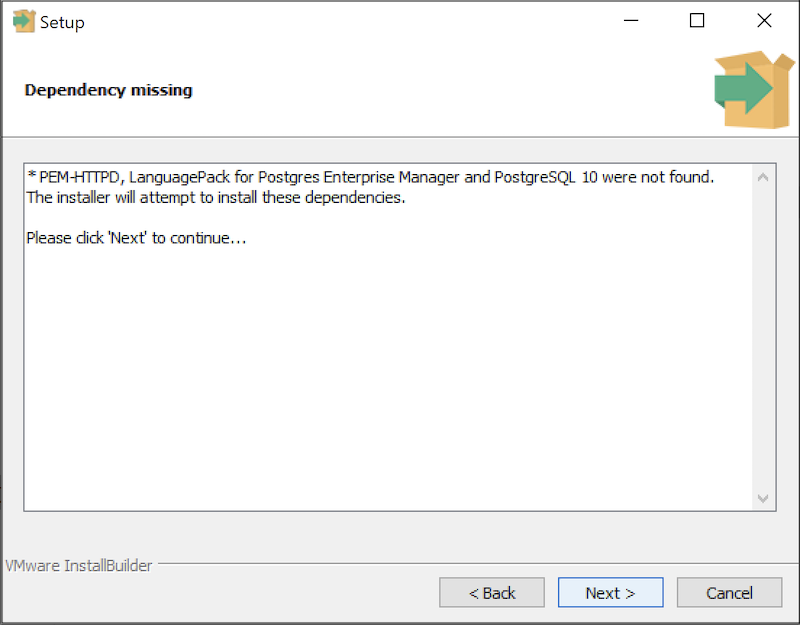 Setup
Dependency missing
* PEM-HTTPD, LanguagePack for Postgres Enterprise Manager and PostgreSQL 10 were not found.
The installer will attempt to install these dependencies.
Please click 'Next' to continue...
VMware InstallBuilder
< Back
Next >
Cancel